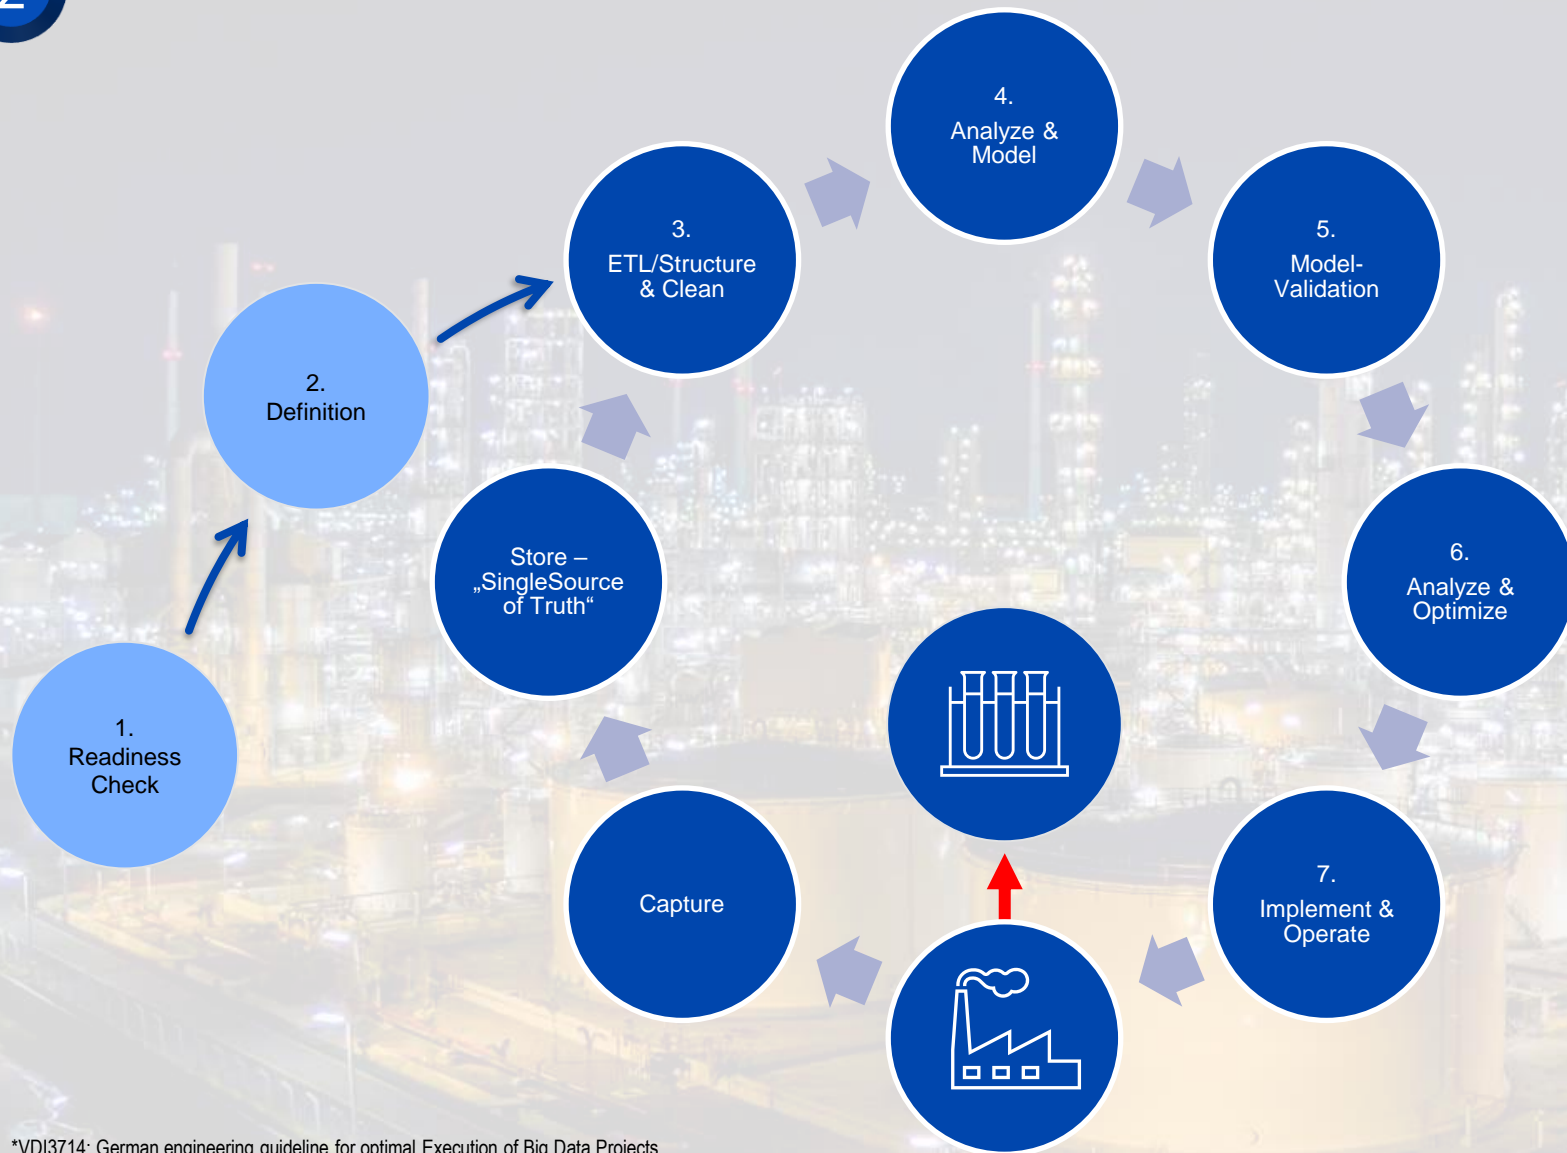 2
4.
Analyze &
Model
3.
ETL/Structure
& Clean
5.
Model-
Validation
2.
Definition
Store –
„SingleSource
of Truth“
6.
Analyze &
Optimize
1.
Readiness
Check
Capture
7.
Implement &
Operate
*VDI3714: German engineering guideline for optimal Execution of Big Data Projects